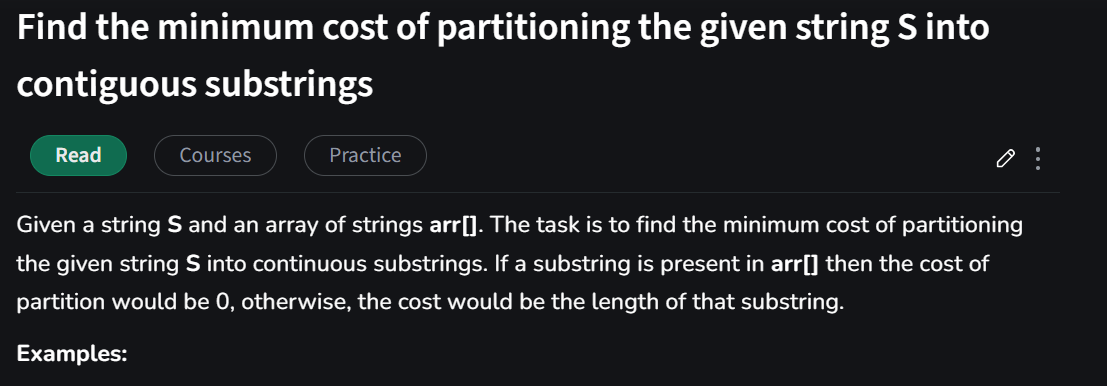 Find the minimum cost of partitioning the given string S into
contiguous substrings
Read Courses Practice
Given a string S and an array of strings arr[]. The task is to find the minimum cost of partitioning
the given string S into continuous substrings. If a substring is present in arr[] then the cost of
partition would be 0, otherwise, the cost would be the length of that substring.
Examples: